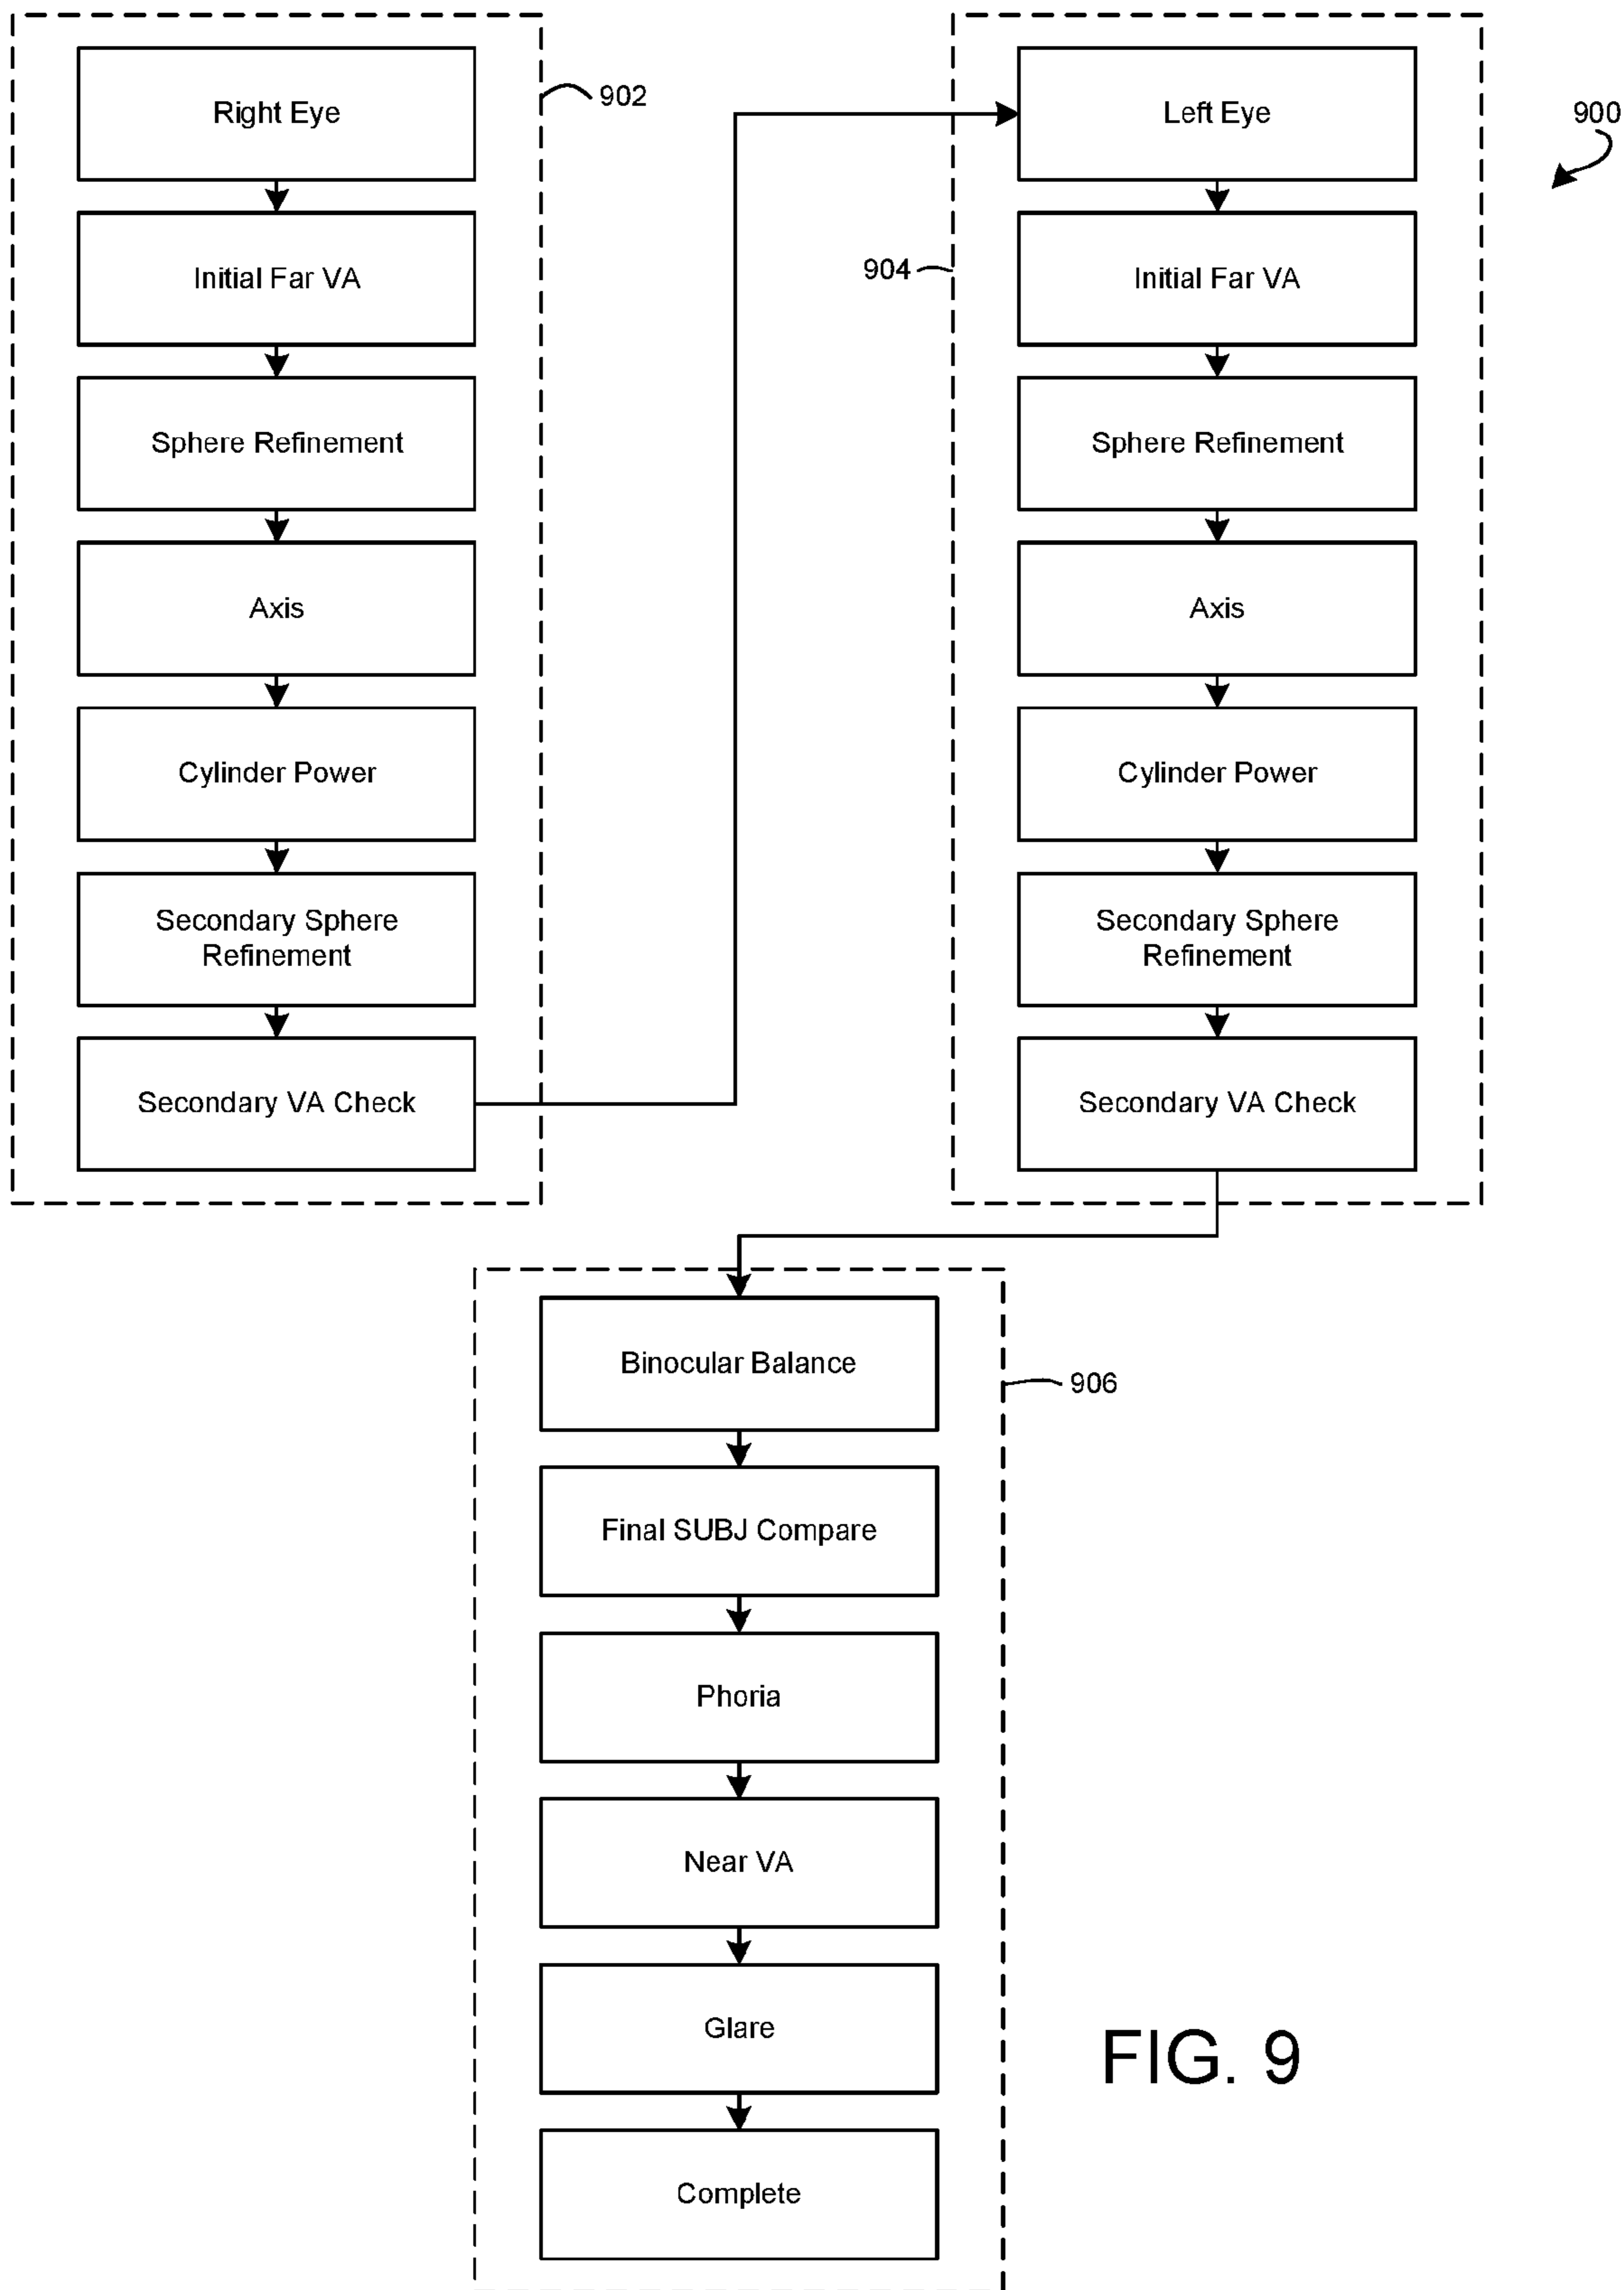 Right Eye
902
Initial Far VA
Sphere Refinement
Axis
Cylinder Power
Secondary Sphere
Refinement
Secondary VA Check
Left Eye
900
904
Initial Far VA
Sphere Refinement
Axis
Cylinder Power
Secondary Sphere
Refinement
Secondary VA Check
Binocular Balance
906
Final SUBJ Compare
Phoria
Near VA
Glare
Complete
FIG. 9